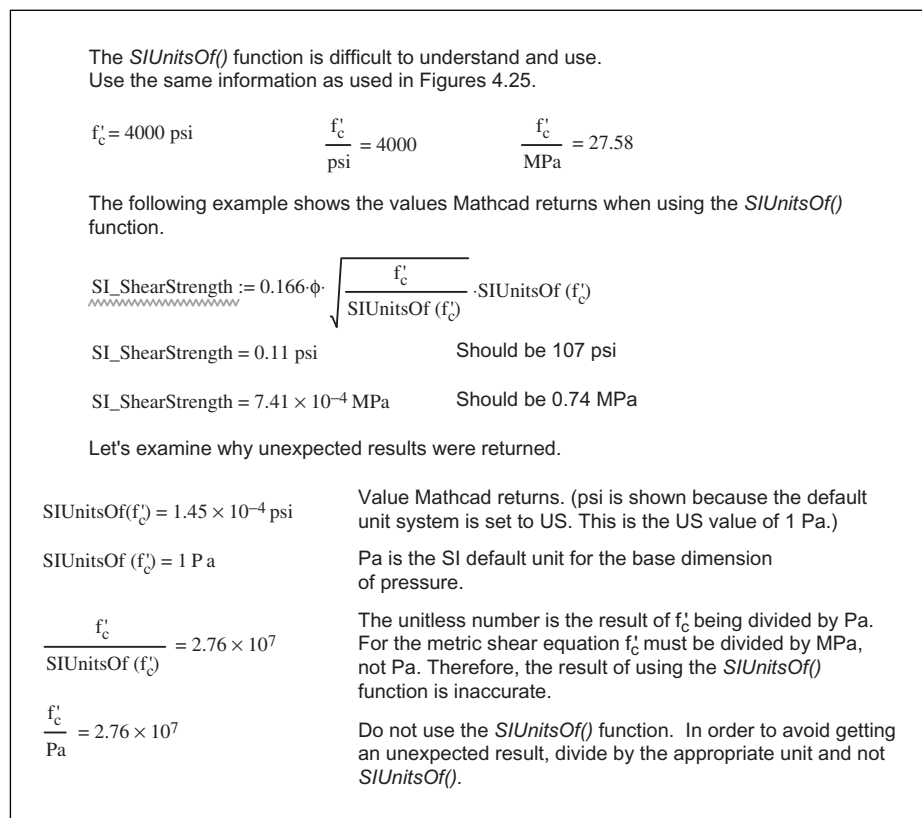 The SIUnitsOf() function is difficult to understand and use.
Use the same information as used in Figures 4.25.
f'c = 4000 psi    f'c/psi = 4000    f'c/MPa = 27.58
The following example shows the values Mathcad returns when using the SIUnitsOf()
function.
SI_ShearStrength := 0.166·ϕ·√(f'c/SIUnitsOf (f'c))·SIUnitsOf (f'c)
SI_ShearStrength = 0.11 psi    Should be 107 psi
SI_ShearStrength = 7.41 × 10⁻⁴ MPa    Should be 0.74 MPa
Let's examine why unexpected results were returned.
SIUnitsOf(f'c) = 1.45 × 10⁻⁴ psi
Value Mathcad returns. (psi is shown because the default
unit system is set to US. This is the US value of 1 Pa.)
SIUnitsOf (f'c) = 1 P a
Pa is the SI default unit for the base dimension
of pressure.
f'c/SIUnitsOf (f'c) = 2.76 × 10⁷
The unitless number is the result of f'c being divided by Pa.
For the metric shear equation f'c must be divided by MPa,
not Pa. Therefore, the result of using the SIUnitsOf()
function is inaccurate.
f'c/Pa = 2.76 × 10⁷
Do not use the SIUnitsOf() function.  In order to avoid getting
an unexpected result, divide by the appropriate unit and not
SIUnitsOf().